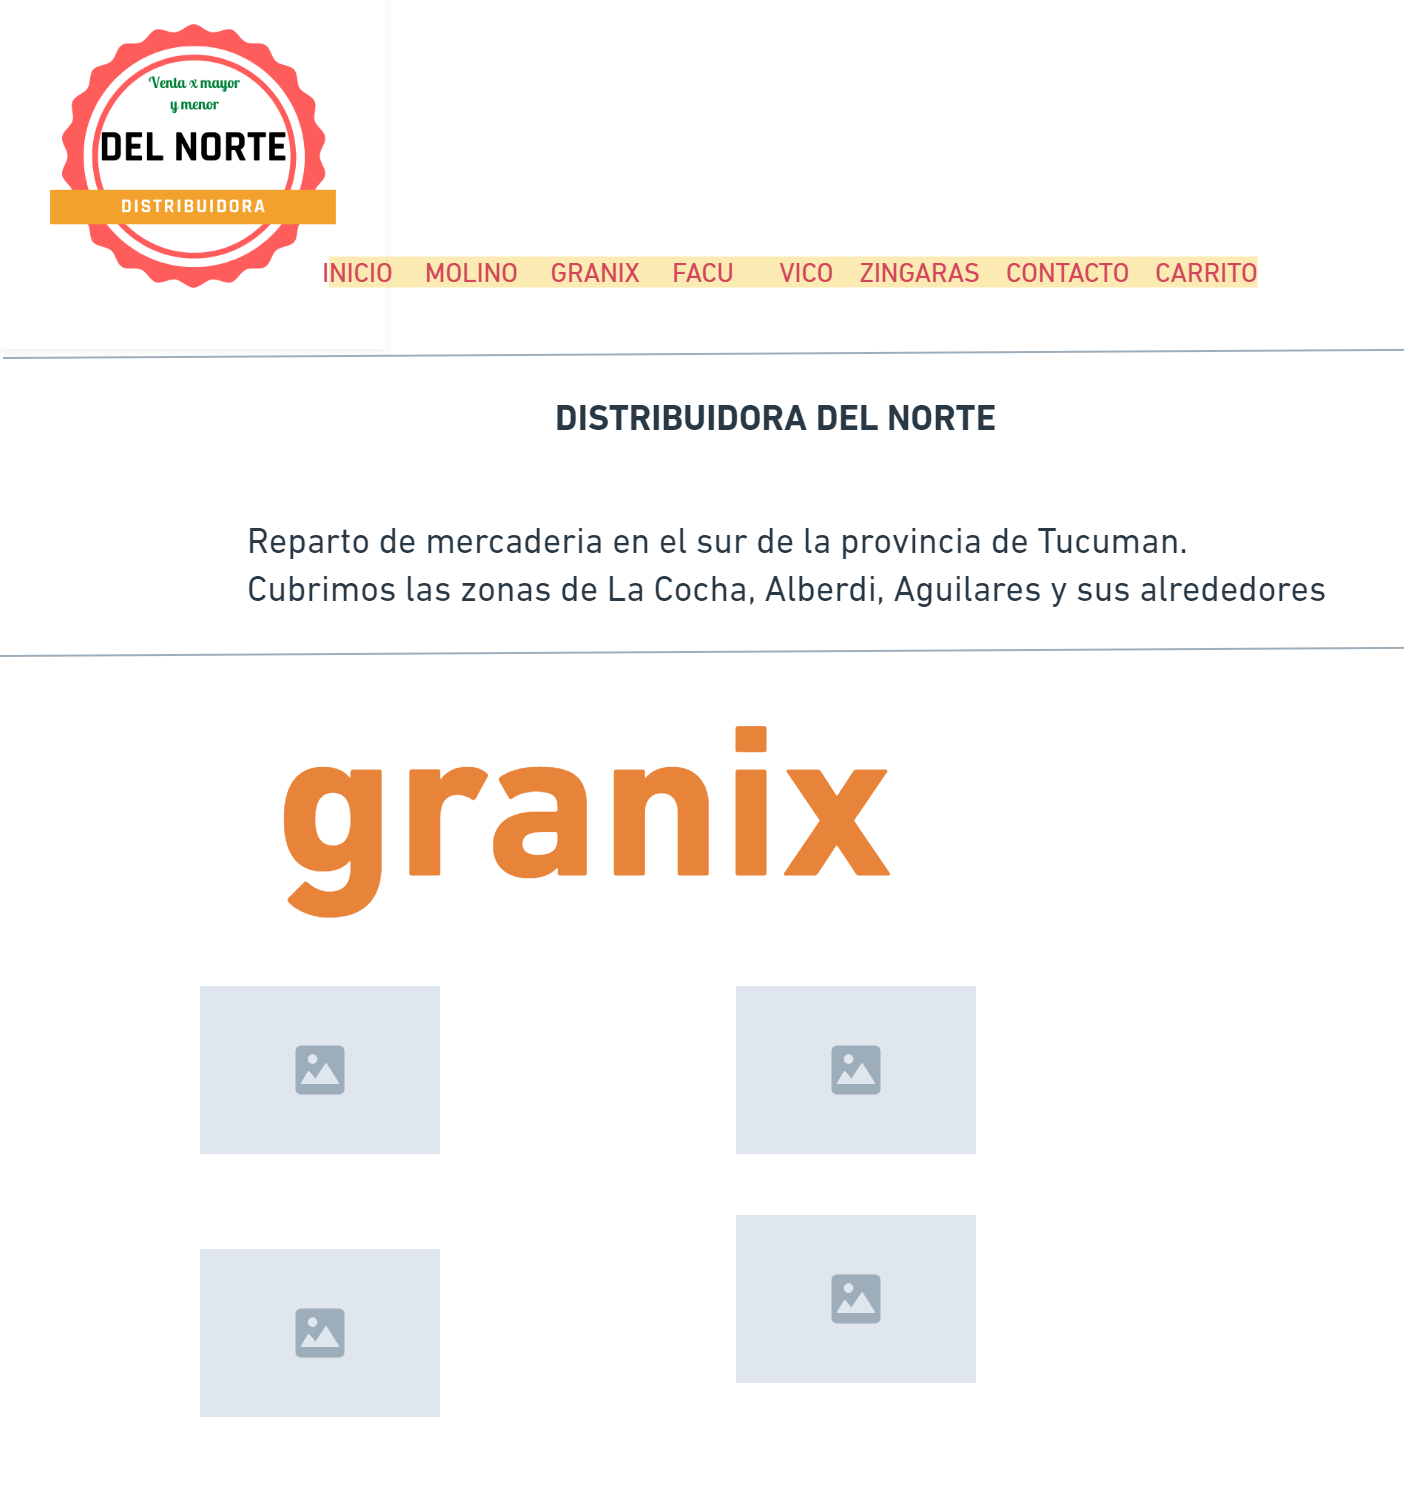 Venta x mayor
y menor
DEL NORTE
DISTRIBUIDORA
INICIO MOLINO GRANIX FACU VICO ZINGARAS CONTACTO CARRITO
DISTRIBUIDORA DEL NORTE
Reparto de mercaderia en el sur de la provincia de Tucuman.
Cubrimos las zonas de La Cocha, Alberdi, Aguilares y sus alrededores
granix